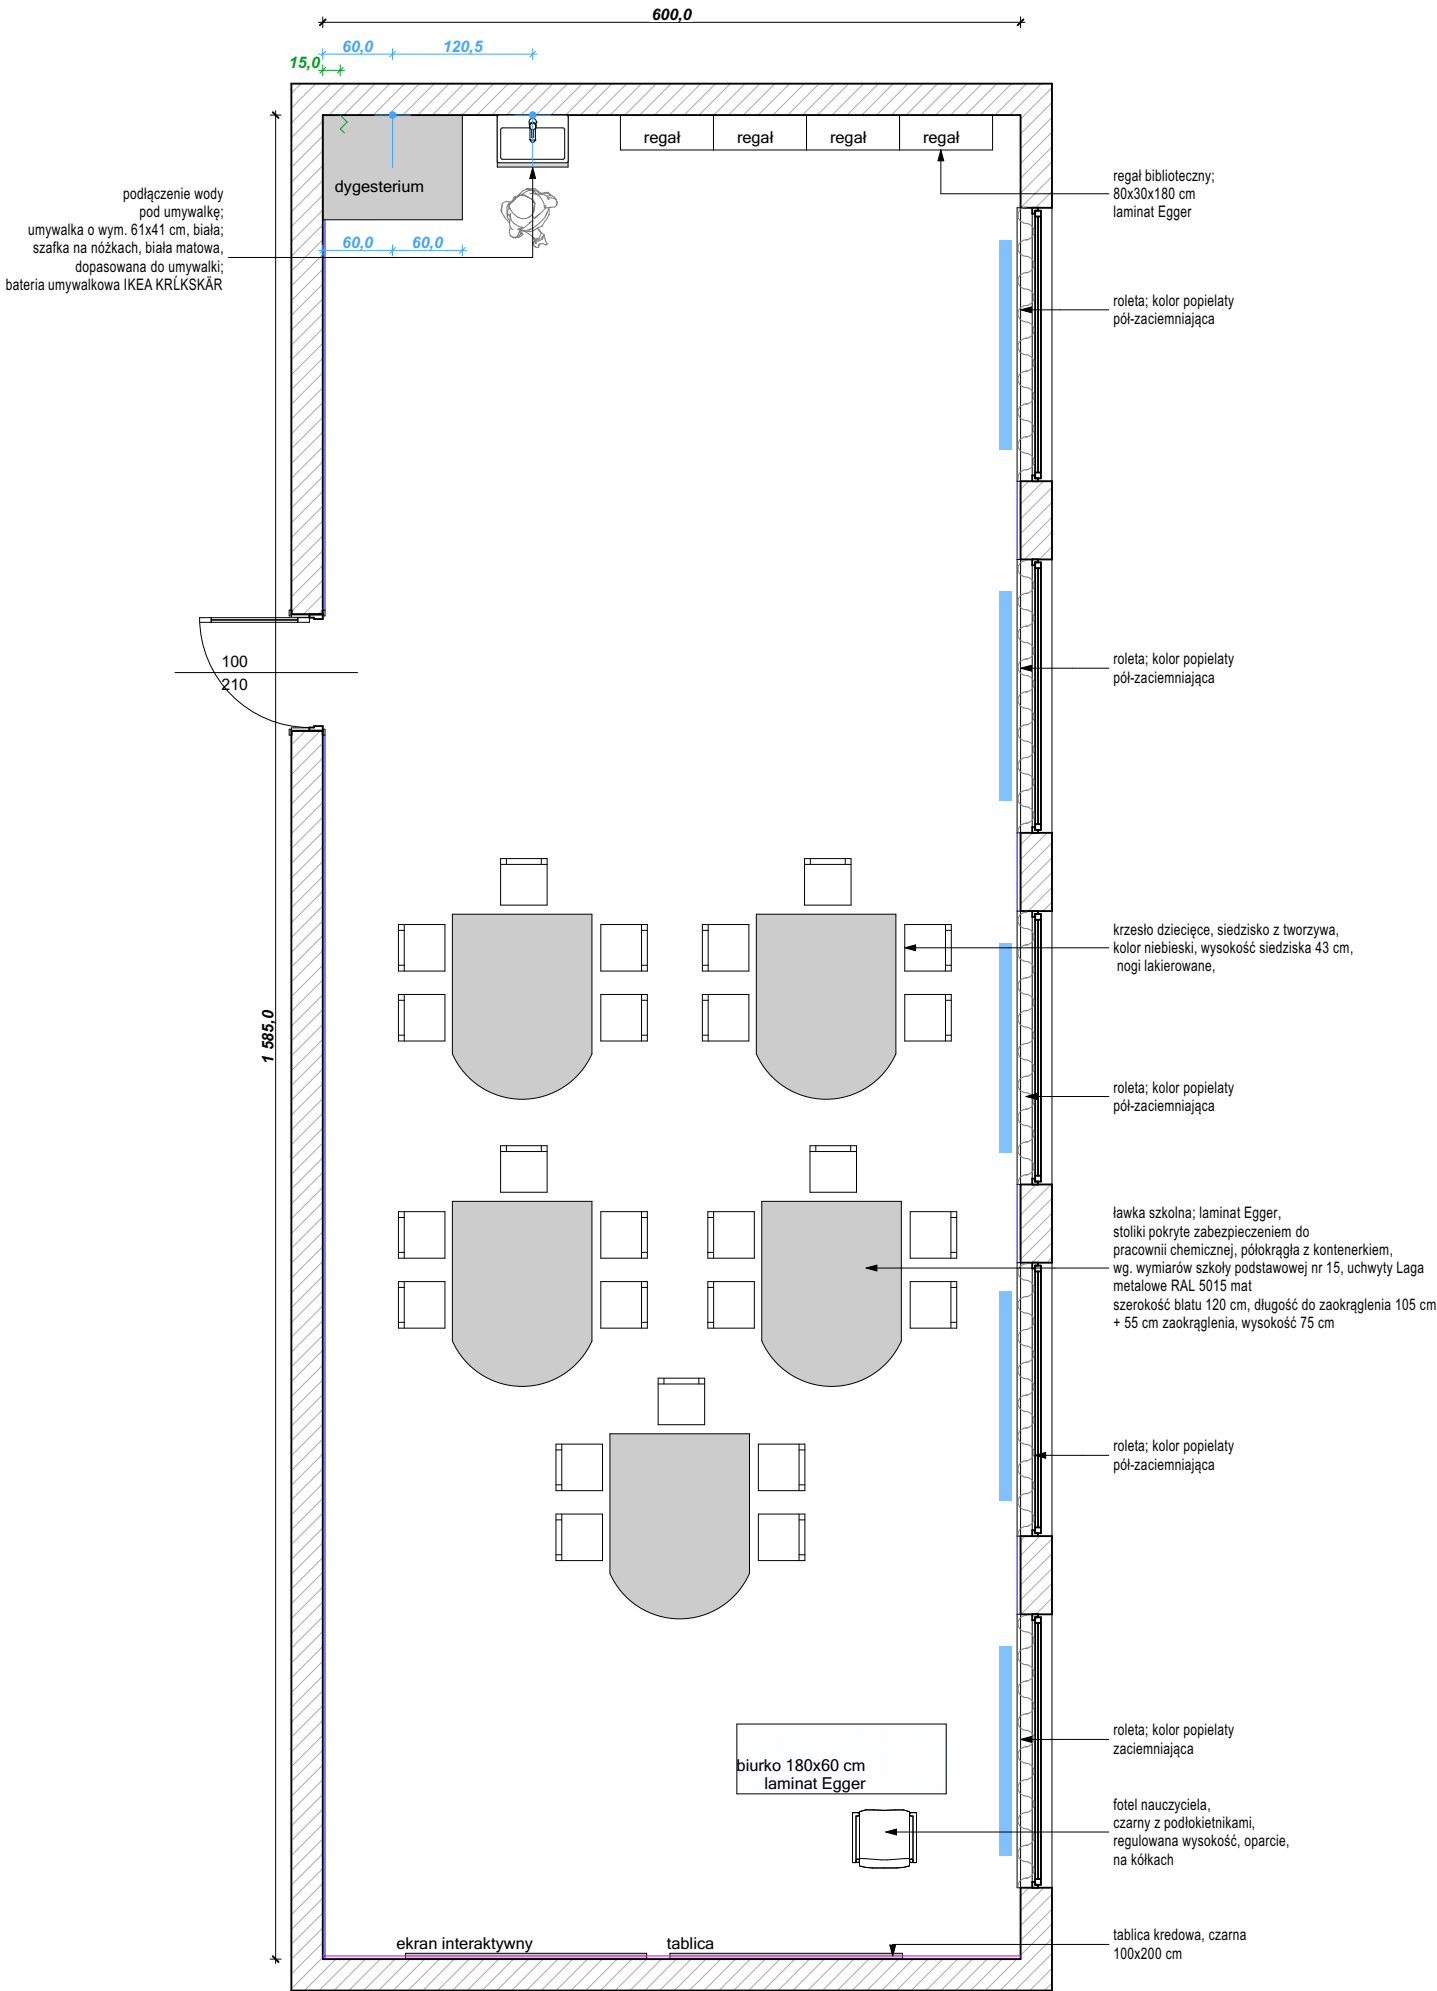 600,0
60,0
120,5
15,0
regał
regał
regał
regał
dygesterium
podłączenie wody
pod umywalkę;
umywalka o wym. 61x41 cm, biała;
szafka na nóżkach, biała matowa,
dopasowana do umywalki;
bateria umywalkowa IKEA KRĹKSKÄR
60,0
60,0
regał biblioteczny;
80x30x180 cm
laminat Egger
roleta; kolor popielaty
pół-zaciemniająca
100
210
roleta; kolor popielaty
pół-zaciemniająca
krzesło dziecięce, siedzisko z tworzywa,
kolor niebieski, wysokość siedziska 43 cm,
nogi lakierowane,
1 585,0
roleta; kolor popielaty
pół-zaciemniająca
ławka szkolna; laminat Egger,
stoliki pokryte zabezpieczeniem do
pracownii chemicznej, półokrągła z kontenerkiem,
wg. wymiarów szkoły podstawowej nr 15, uchwyty Laga
metalowe RAL 5015 mat
szerokość blatu 120 cm, długość do zaokrąglenia 105 cm
+ 55 cm zaokrąglenia, wysokość 75 cm
roleta; kolor popielaty
pół-zaciemniająca
roleta; kolor popielaty
zaciemniająca
biurko 180x60 cm
laminat Egger
fotel nauczyciela,
czarny z podłokietnikami,
regulowana wysokość, oparcie,
na kółkach
ekran interaktywny
tablica
tablica kredowa, czarna
100x200 cm